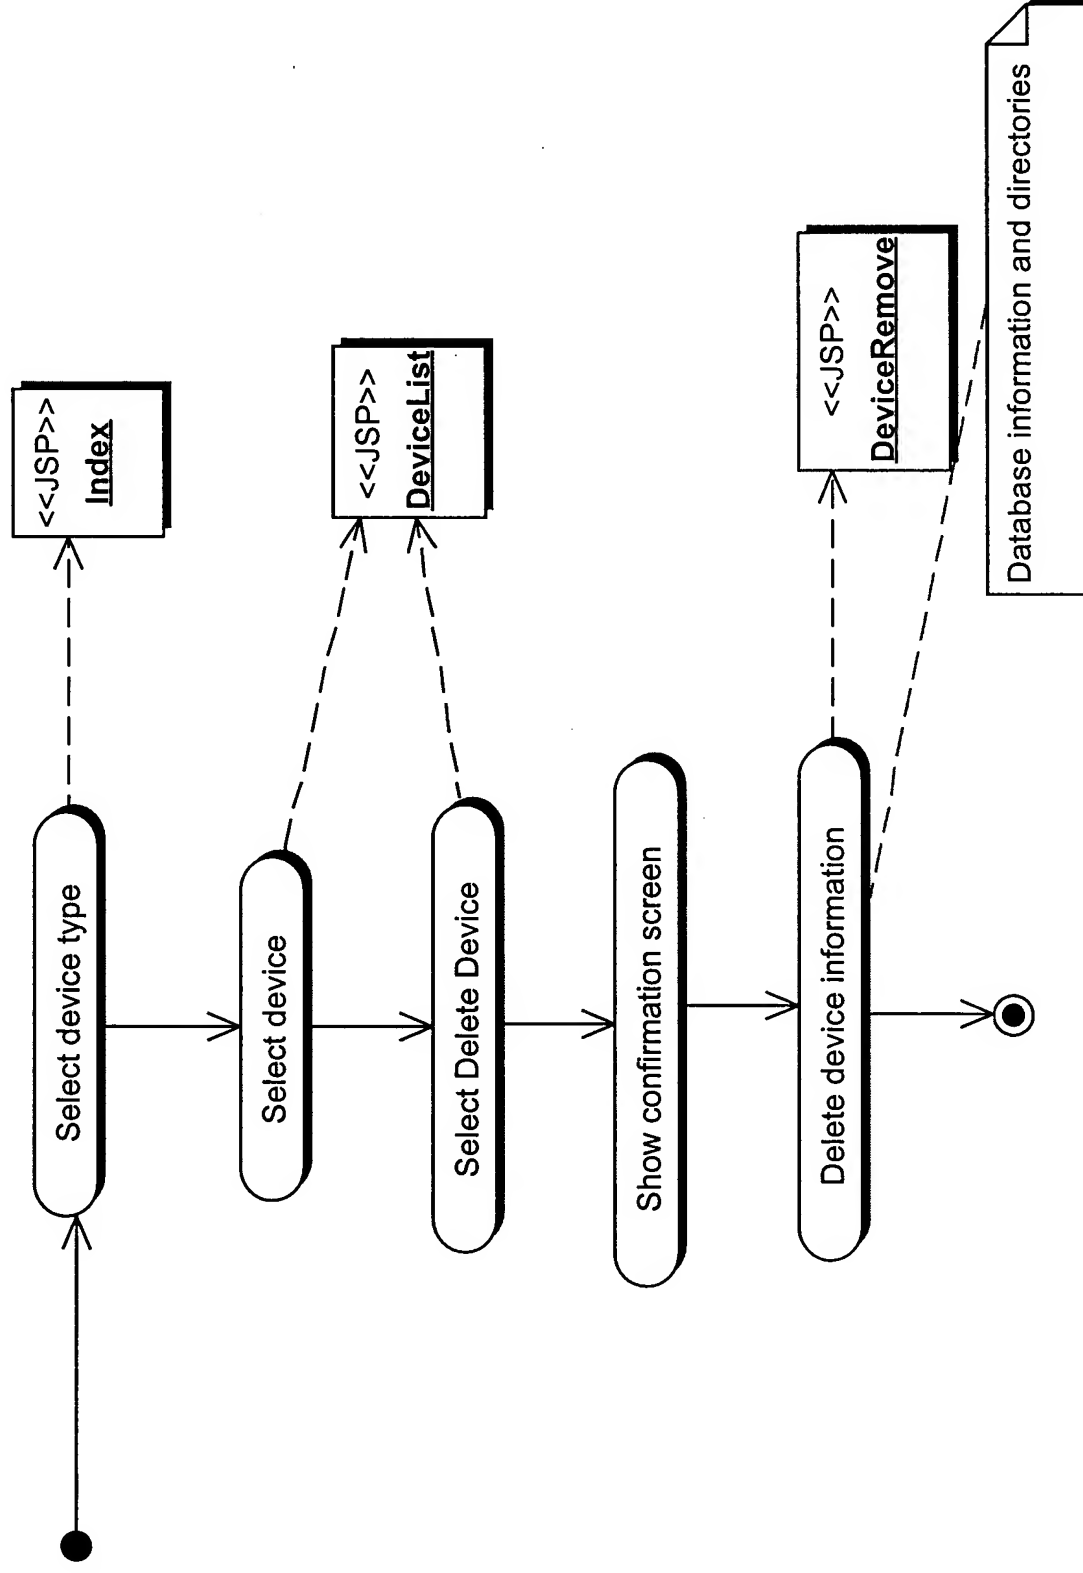 Select device type
<<JSP>>
Index
Select device
<<JSP>>
DeviceList
Select Delete Device
Show confirmation screen
Delete device information
<<JSP>>
DeviceRemove
Database information and directories